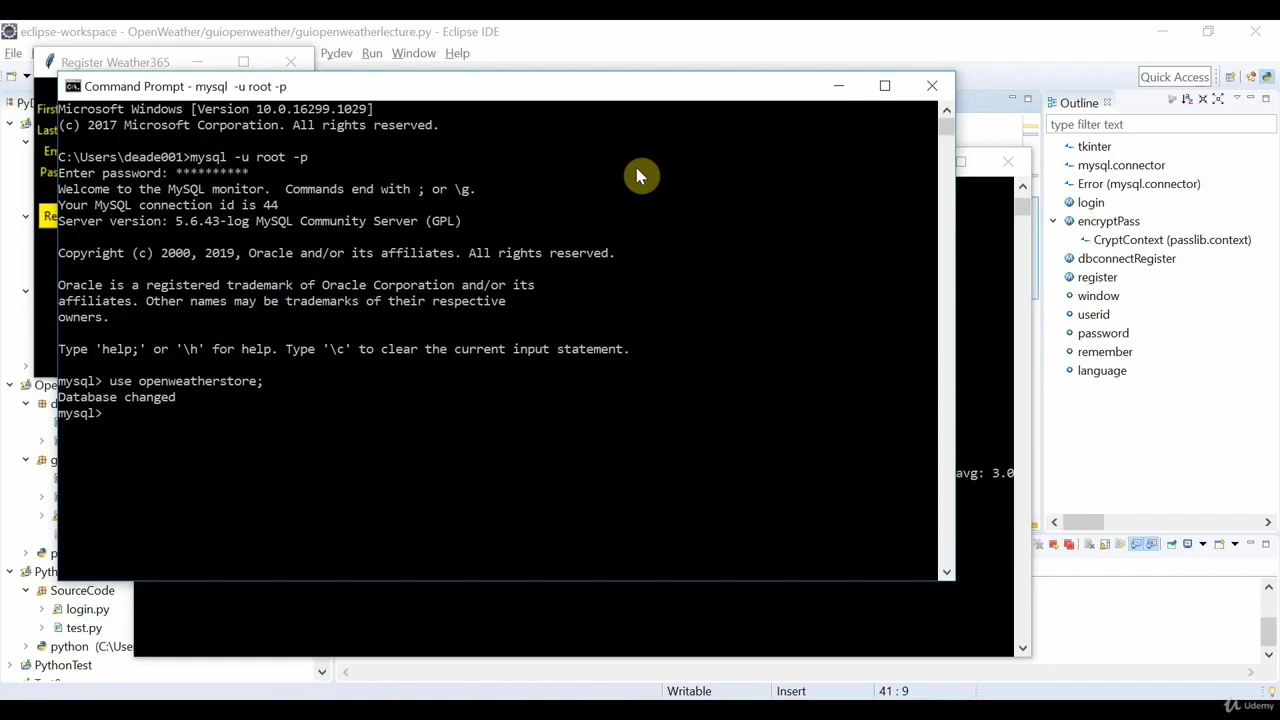 eclipse-workspace - OpenWeather/guiopenweather/guiopenweatherlecture.py - Eclipse IDE
File
Register Weather365
Pydev Run Window Help
Quick Access
Command Prompt - mysql  -u root -p
Microsoft Windows [Version 10.0.16299.1029]
(c) 2017 Microsoft Corporation. All rights reserved.
C:\Users\deade001>mysql -u root -p
Enter password: **********
Welcome to the MySQL monitor.  Commands end with ; or \g.
Your MySQL connection id is 44
Server version: 5.6.43-log MySQL Community Server (GPL)
Copyright (c) 2000, 2019, Oracle and/or its affiliates. All rights reserved.
Oracle is a registered trademark of Oracle Corporation and/or its
affiliates. Other names may be trademarks of their respective
owners.
Type 'help;' or '\h' for help. Type '\c' to clear the current input statement.
mysql> use openweatherstore;
Database changed
mysql>
avg: 3.0
Outline
type filter text
tkinter
mysql.connector
Error (mysql.connector)
login
encryptPass
CryptContext (passlib.context)
dbconnectRegister
register
window
userid
password
remember
language
SourceCode
login.py
test.py
python (C:\Use
PythonTest
Writable
Insert
41 : 9
Udemy